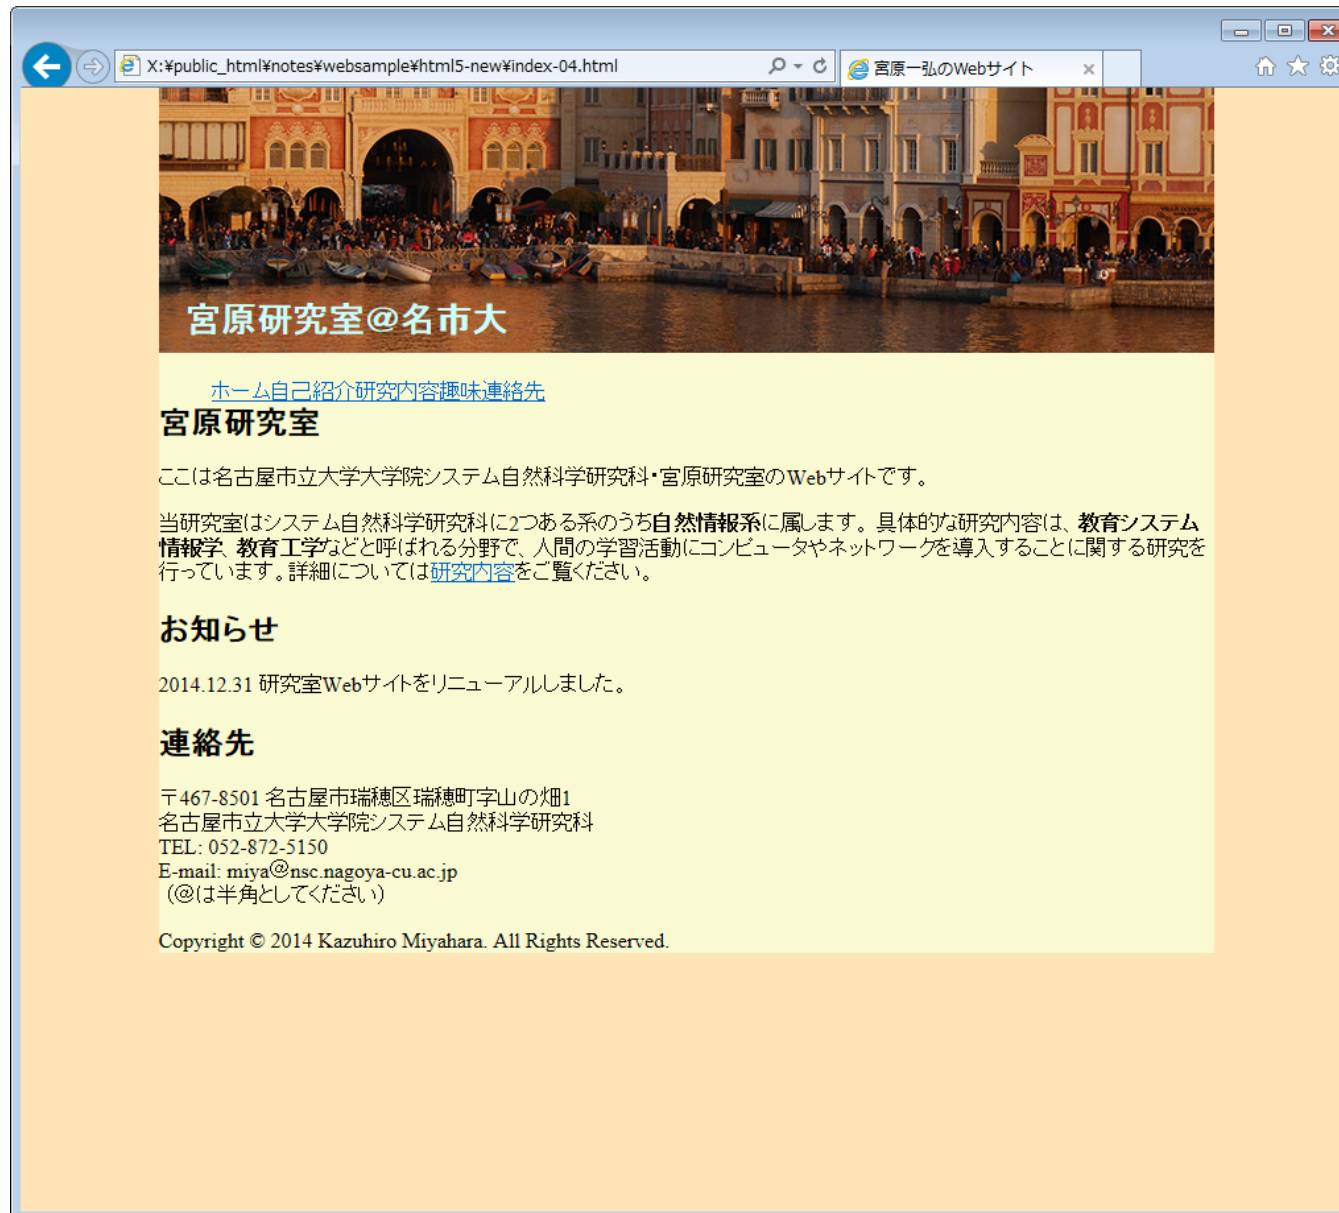 X:¥public_html¥notes¥websample¥html5-new¥index-04.html
宮原一弘のWebサイト
宮原研究室@名市大
ホーム自己紹介研究内容趣味連絡先
宮原研究室
ここは名古屋市立大学大学院システム自然科学研究科・宮原研究室のWebサイトです。
当研究室はシステム自然科学研究科に2つある系のうち自然情報系に属します。具体的な研究内容は、教育システム
情報学、教育工学などと呼ばれる分野で、人間の学習活動にコンピュータやネットワークを導入することに関する研究を
行っています。詳細については研究内容をご覧ください。
お知らせ
2014.12.31 研究室Webサイトをリニューアルしました。
連絡先
〒467-8501 名古屋市瑞穂区瑞穂町字山の畑1
名古屋市立大学大学院システム自然科学研究科
TEL: 052-872-5150
E-mail: miya＠nsc.nagoya-cu.ac.jp
（＠は半角としてください）
Copyright © 2014 Kazuhiro Miyahara. All Rights Reserved.